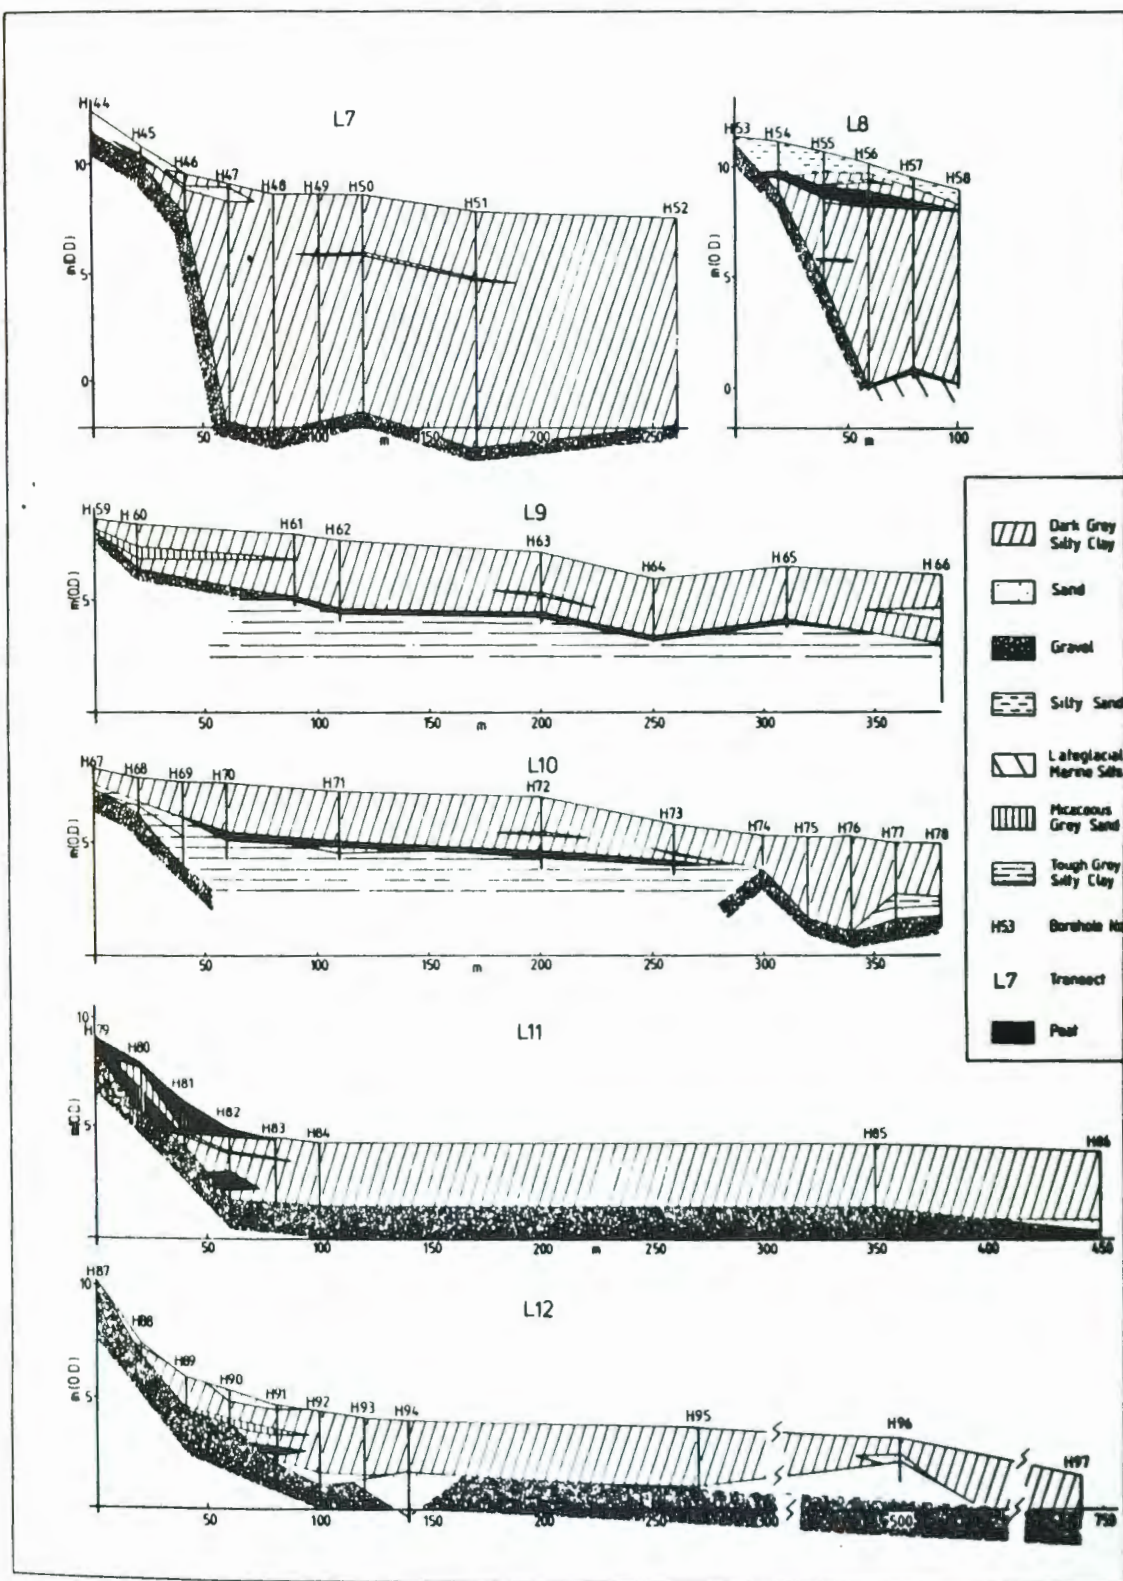 L7
H44
H45
H46
H47
H48
H49
H50
H51
H52
10
5
0
m(O.D.)
50
100
m
150
200
250
L8
H53
H54
H55
H56
H57
H58
10
5
0
m(O.D.)
50
m
100
L9
H59
H60
H61
H62
H63
H64
H65
H66
5
m(O.D.)
50
100
150
m
200
250
300
350
L10
H67
H68
H69
H70
H71
H72
H73
H74
H75
H76
H77
H78
5
m(O.D.)
50
100
150
m
200
250
300
350
Dark Grey
Silty Clay
Sand
Gravel
Silty Sand
Lateglacial
Marine Silts
Micaceous
Grey Sand
Tough Grey
Silty Clay
H53
Borehole
L7
Transect
Peat
L11
10
H79
H80
H81
H82
H83
H84
H85
H86
5
m(O.D.)
50
100
150
200
m
250
300
350
400
450
L12
H87
10
H88
H89
H90
H91
H92
H93
H94
H95
H96
H97
5
m(O.D.)
50
100
150
200
m
250
300
500
750